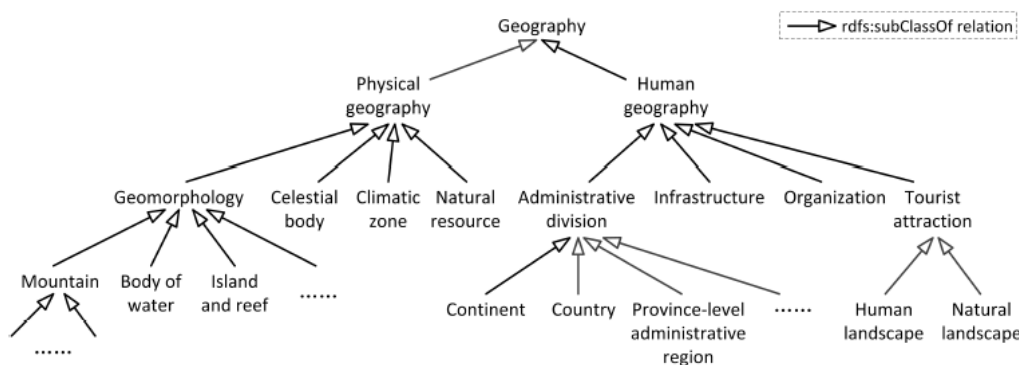 Geography
rdfs:subClassOf relation
Physical
geography
Human
geography
Geomorphology
Celestial
body
Climatic
zone
Natural
resource
Administrative
division
Infrastructure
Organization
Tourist
attraction
Mountain
Body of
water
Island
and reef
......
Continent
Country
Province-level
administrative
region
......
Human
landscape
Natural
landscape
......